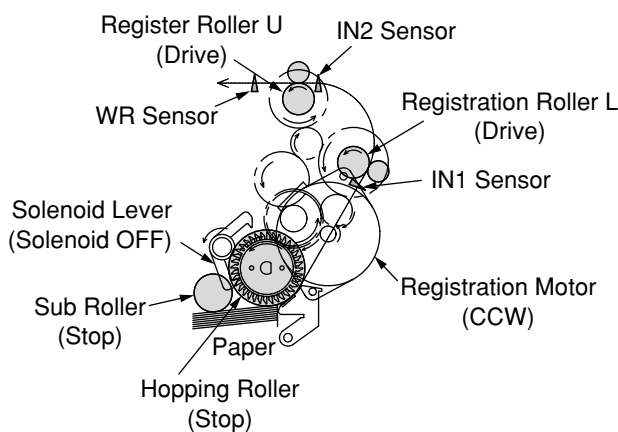 Register Roller U
(Drive)
IN2 Sensor
WR Sensor
Registration Roller L
(Drive)
IN1 Sensor
Solenoid Lever
(Solenoid OFF)
Sub Roller
(Stop)
Registration Motor
(CCW)
Paper
Hopping Roller
(Stop)